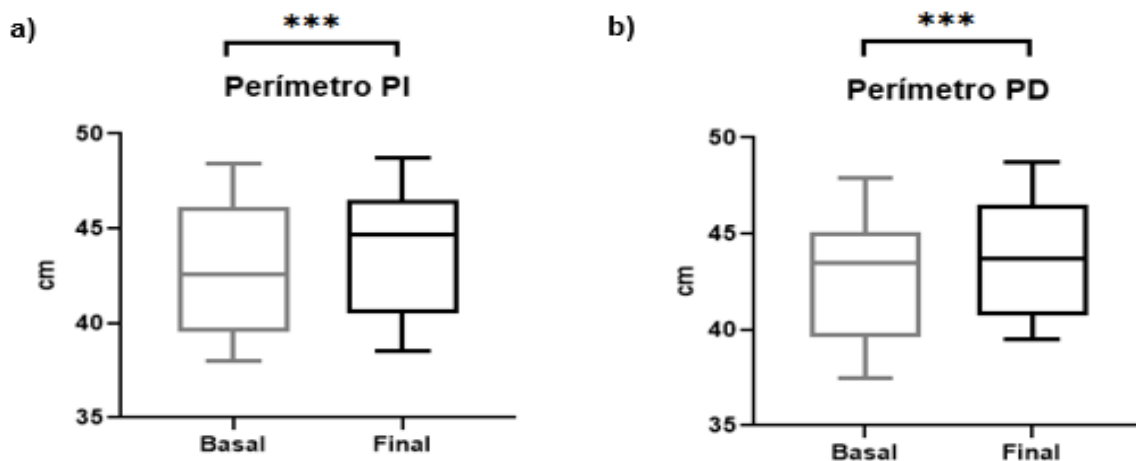 a)
***
Perímetro PI
50
45
40
35
cm
Basal
Final
b)
***
Perímetro PD
50
45
40
35
cm
Basal
Final